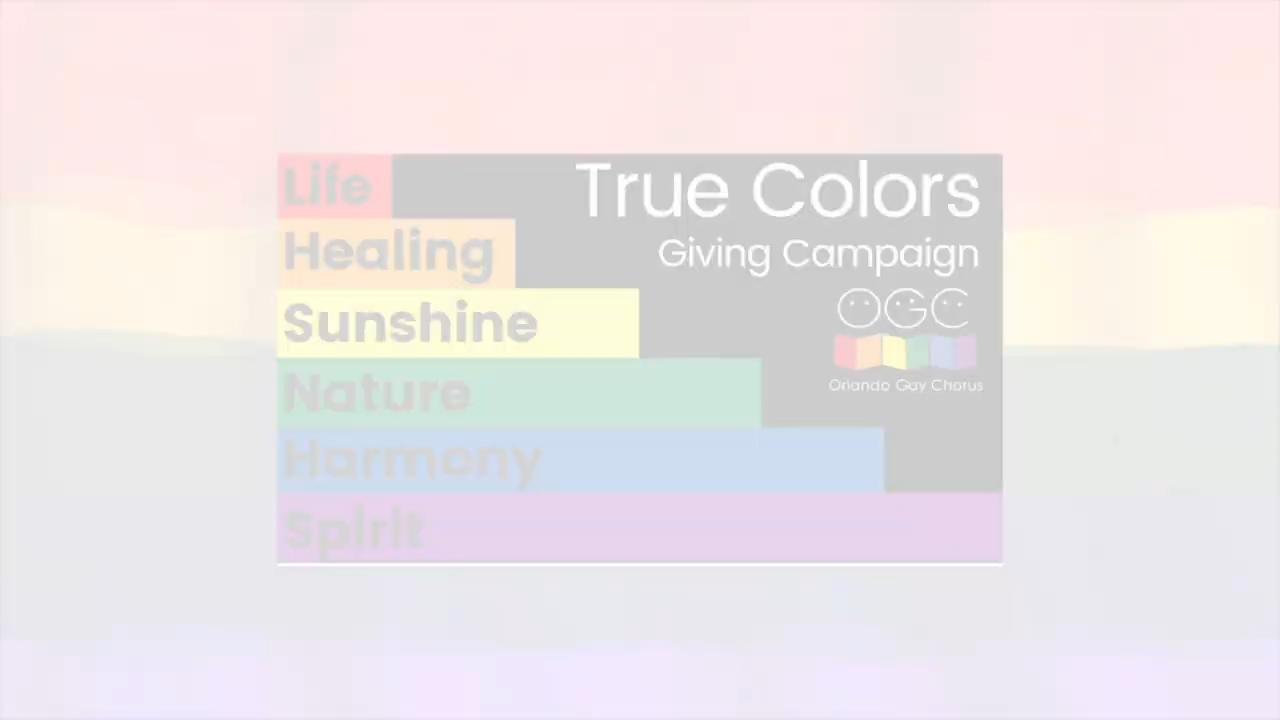 Life
Healing
Sunshine
Nature
Harmony
Spirit
True Colors
Giving Campaign
OGC
Orlando Gay Chorus